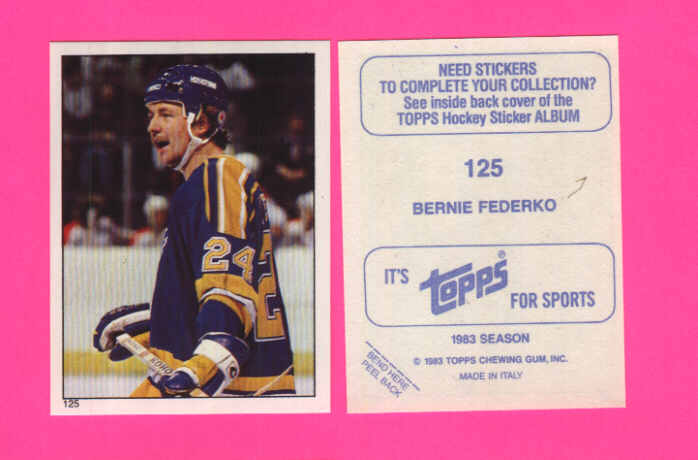 24
24
KOHO
125
NEED STICKERS
TO COMPLETE YOUR COLLECTION?
See inside back cover of the
TOPPS Hockey Sticker ALBUM
125
BERNIE FEDERKO
IT'S topps® FOR SPORTS
1983 SEASON
© 1983 TOPPS CHEWING GUM, INC.
MADE IN ITALY
BEND HERE
PEEL BACK